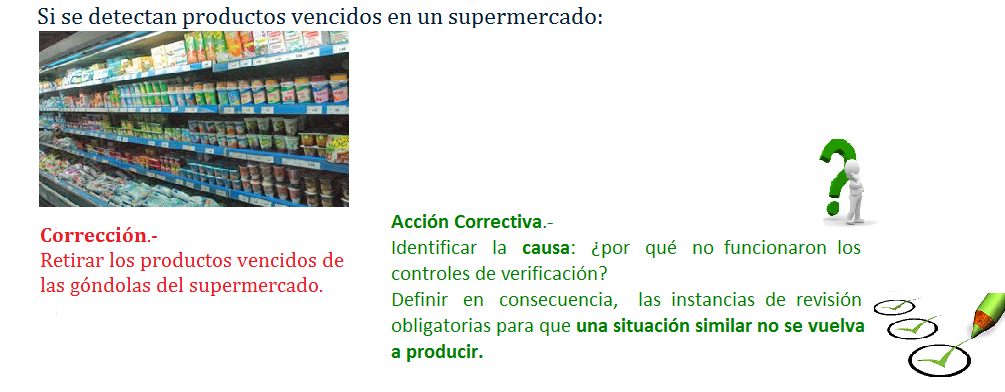 Si se detectan productos vencidos en un supermercado:
Corrección.-
Retirar los productos vencidos de
las góndolas del supermercado.
Acción Correctiva.-
Identificar la causa: ¿por qué no funcionaron los
controles de verificación?
Definir en consecuencia, las instancias de revisión
obligatorias para que una situación similar no se vuelva
a producir.